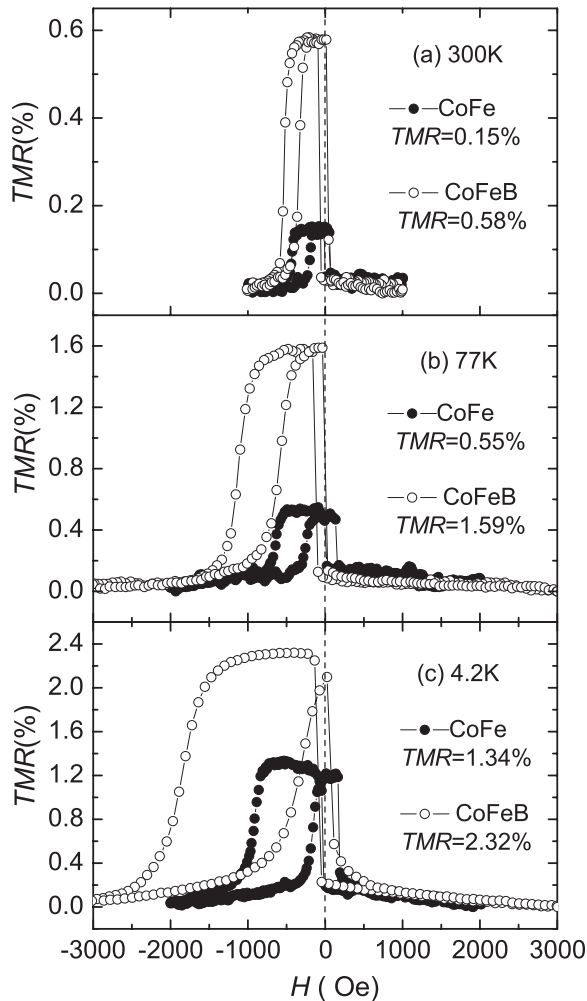 0.6
(a) 300K
CoFe
TMR=0.15%
0.4
TMR(%)
CoFeB
TMR=0.58%
0.2
0.0
1.6
(b) 77K
1.2
CoFe
TMR=0.55%
TMR(%)
0.8
CoFeB
TMR=1.59%
0.4
0.0
2.4
(c) 4.2K
2.0
CoFe
TMR=1.34%
1.6
TMR(%)
1.2
CoFeB
TMR=2.32%
0.8
0.4
0.0
-3000 -2000 -1000 0 1000 2000 3000
H ( Oe)